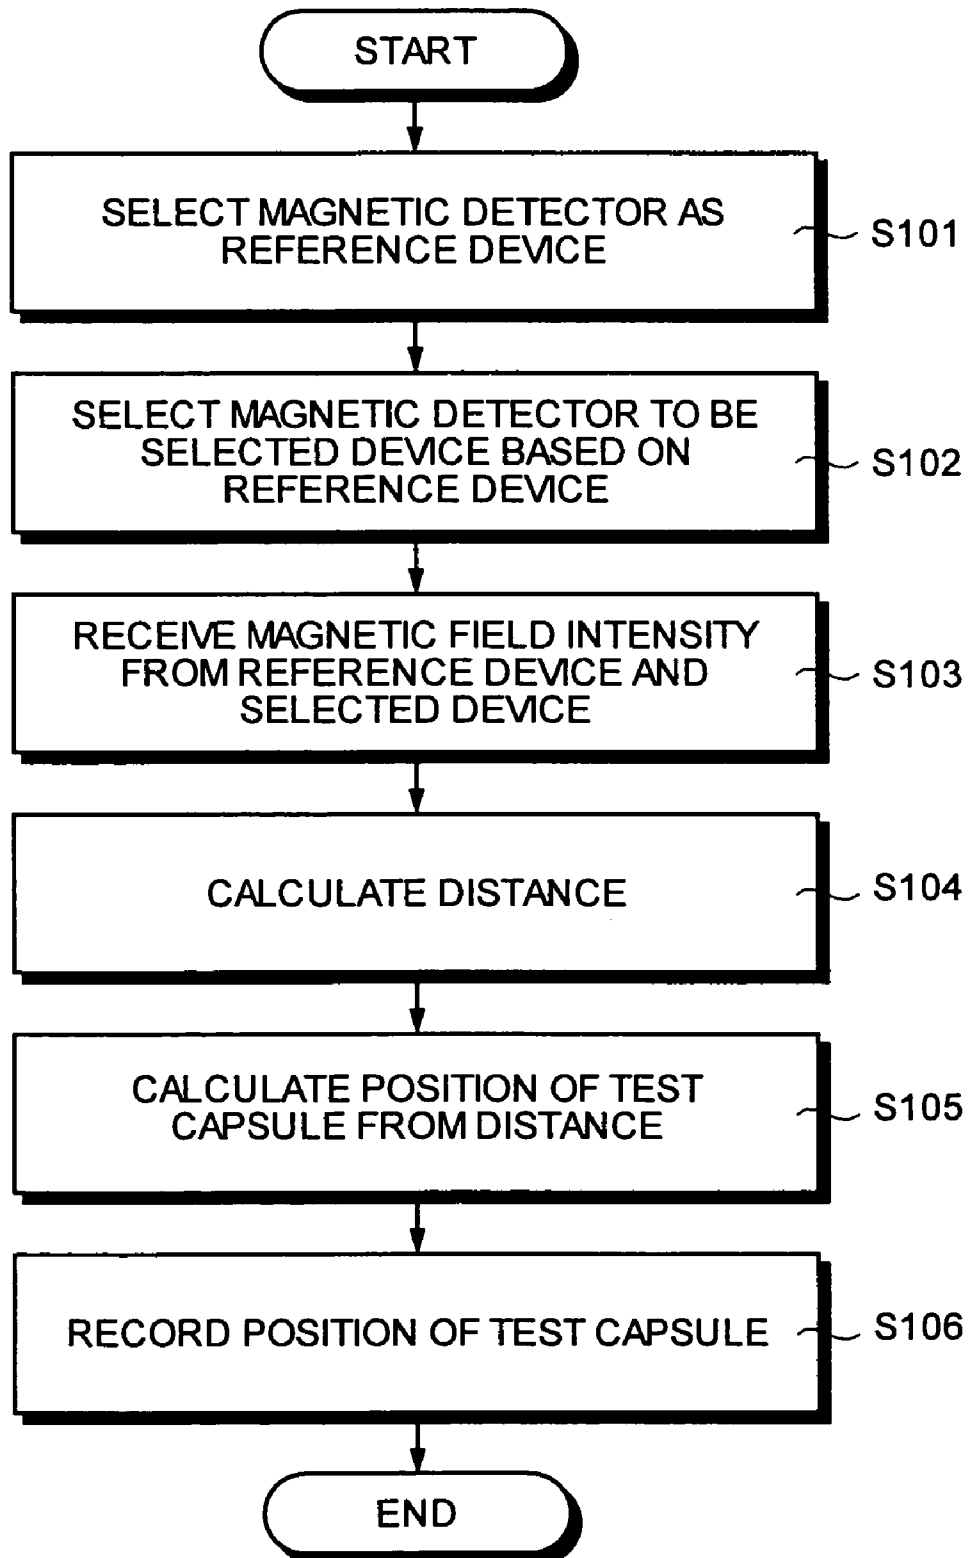 START
SELECT MAGNETIC DETECTOR AS
REFERENCE DEVICE
S101
SELECT MAGNETIC DETECTOR TO BE
SELECTED DEVICE BASED ON
REFERENCE DEVICE
S102
RECEIVE MAGNETIC FIELD INTENSITY
FROM REFERENCE DEVICE AND
SELECTED DEVICE
S103
CALCULATE DISTANCE
S104
CALCULATE POSITION OF TEST
CAPSULE FROM DISTANCE
S105
RECORD POSITION OF TEST CAPSULE
S106
END